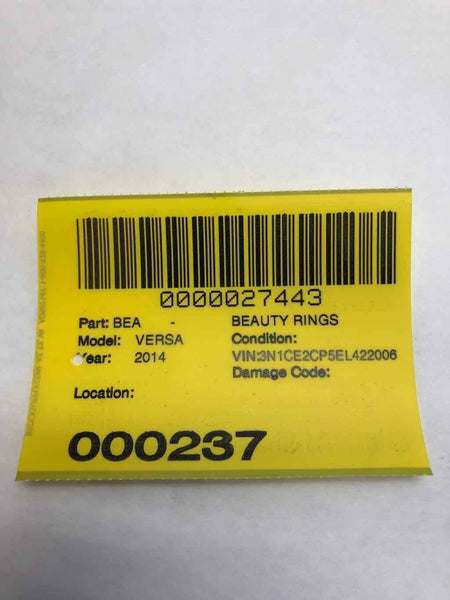 0000027443
Part: BEA - BEAUTY RINGS
Model: VERSA Condition:
Year: 2014 VIN:3N1CE2CP5EL422006
Damage Code:
Location:
000237